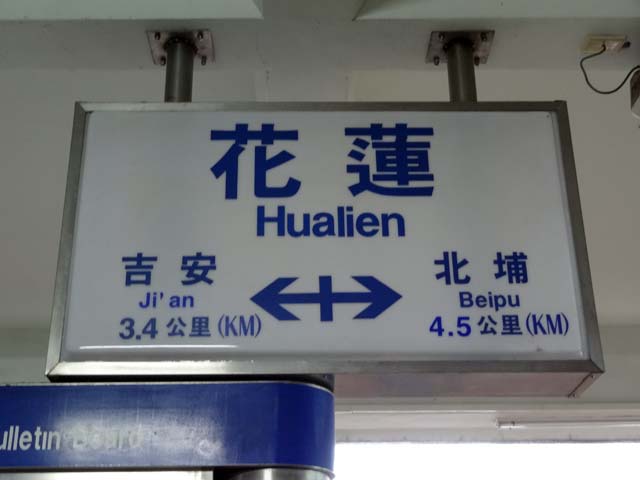 花蓮
Hualien
吉安
Ji'an
3.4公里(KM)
北埔
Beipu
4.5公里(KM)
Board